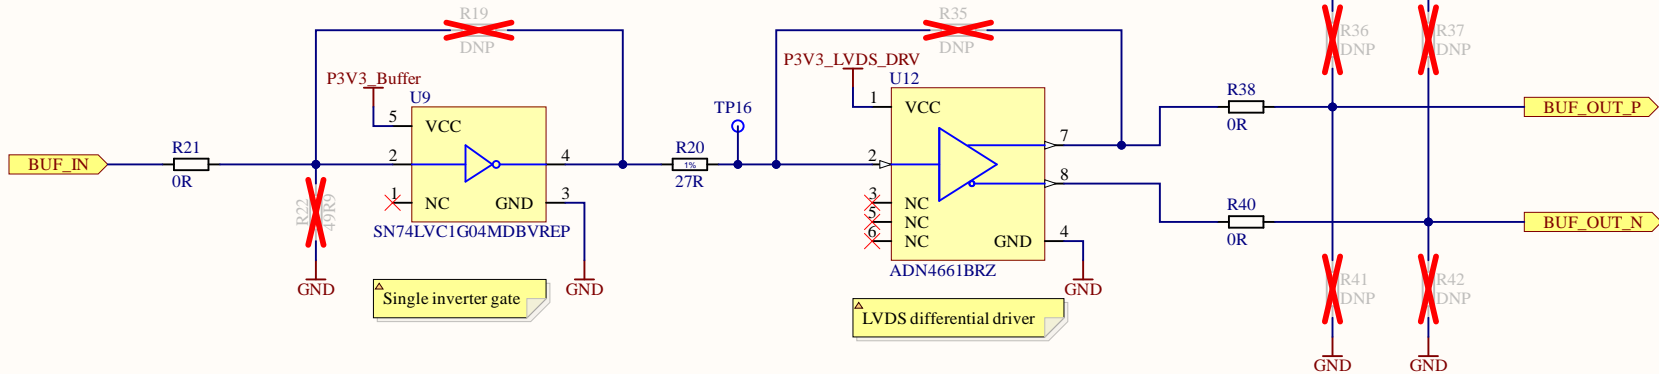 R19
DNP
R35
DNP
R36
DNP
R37
DNP
P3V3_Buffer
U9
5
VCC
2
4
1
NC
GND
3
SN74LVC1G04MDBVREP
BUF_IN
R21
0R
R22
49R9
GND
GND
Single inverter gate
R20
1%
27R
TP16
P3V3_LVDS_DRV
U12
1
VCC
2
7
8
3
NC
5
NC
6
NC
GND
4
ADN4661BRZ
GND
LVDS differential driver
R38
0R
BUF_OUT_P
R40
0R
BUF_OUT_N
R41
DNP
R42
DNP
GND
GND